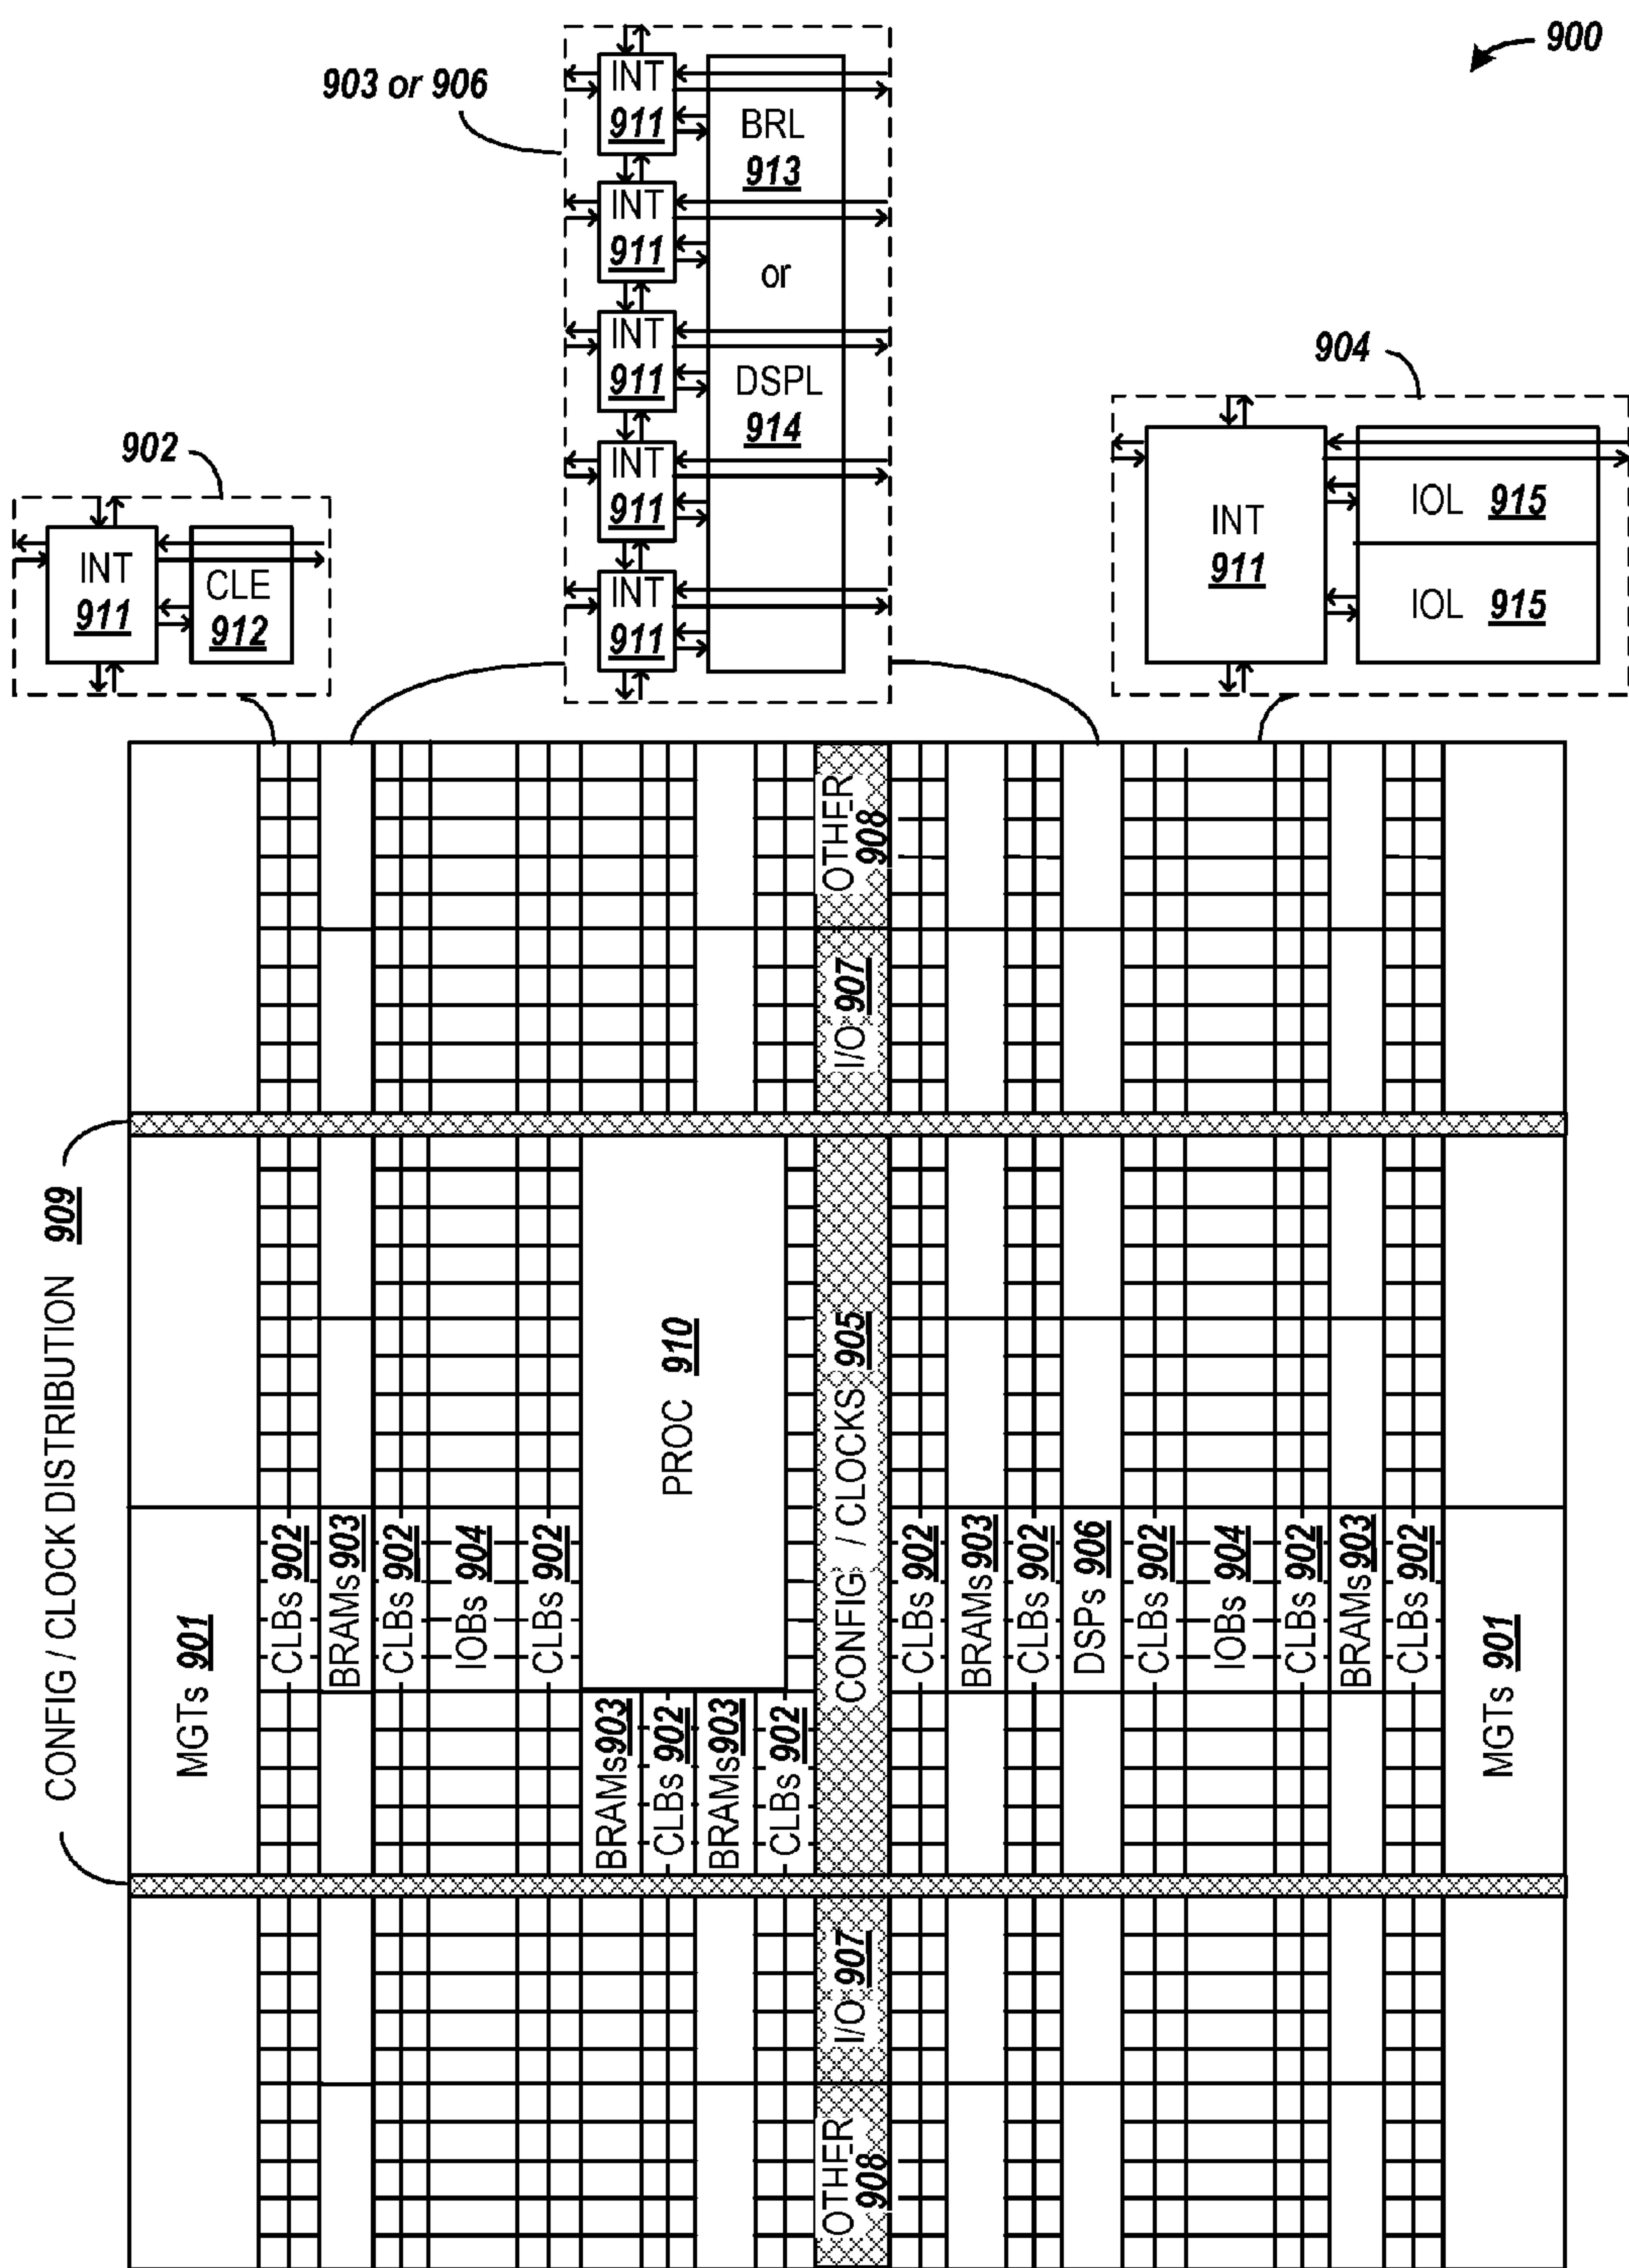 900
903 or 906
INT
911
INT
911
INT
911
INT
911
INT
911
BRL
913
or
DSPL
914
904
INT
911
IOL 915
IOL 915
902
INT
911
CLE
912
OTHER
908
I/O 907
CONFIG / CLOCK DISTRIBUTION 909
PROC 910
CONFIG / CLOCKS 905
MGTs 901
CLBs 902
BRAMs 903
CLBs 902
IOBs 904
CLBs 902
BRAMs 903
CLBs 902
BRAMs 903
CLBs 902
CLBs 902
BRAMs 903
CLBs 902
DSPs 906
CLBs 902
IOBs 904
CLBs 902
BRAMs 903
CLBs 902
MGTs 901
I/O 907
OTHER
908